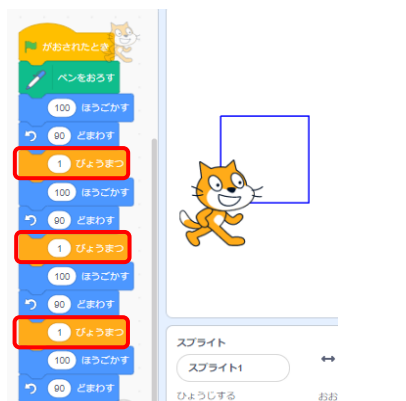 がおされたとき
ペンをおろす
100 ほうごかす
90 どまわす
1 びょうまつ
100 ほうごかす
90 どまわす
1 びょうまつ
100 ほうごかす
90 どまわす
1 びょうまつ
100 ほうごかす
90 どまわす
スプライト
スプライト1
ひょうじする
おお